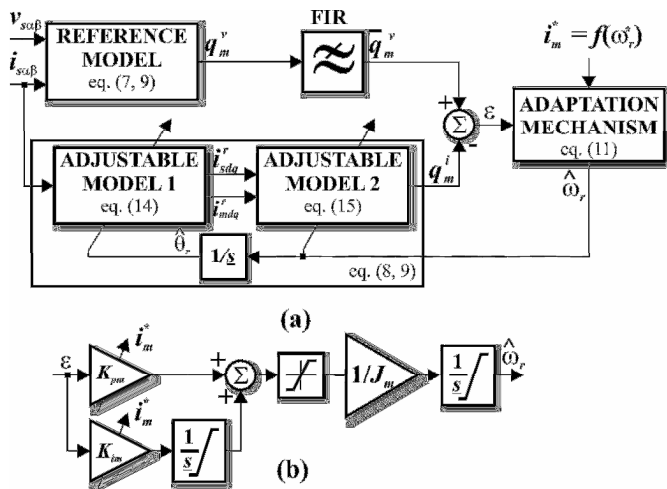 v_sαβ
i_sαβ
REFERENCE
MODEL
eq. (7, 9)
q_m^v
FIR
≈
q̅_m^v
i_m^* = f(ω_r^*)
+
Σ
-
ε
ADAPTATION
MECHANISM
eq. (11)
ω̂_r
ADJUSTABLE
MODEL 1
eq. (14)
i_sdq^r
i_mdq^r
ADJUSTABLE
MODEL 2
eq. (15)
q_m^i
θ̂_r
1/s
eq. (8, 9)
(a)
ε
K_pm
i_m^*
+
Σ
+
1/J_m
1/s
ω̂_r
K_im
i_m^*
1/s
(b)